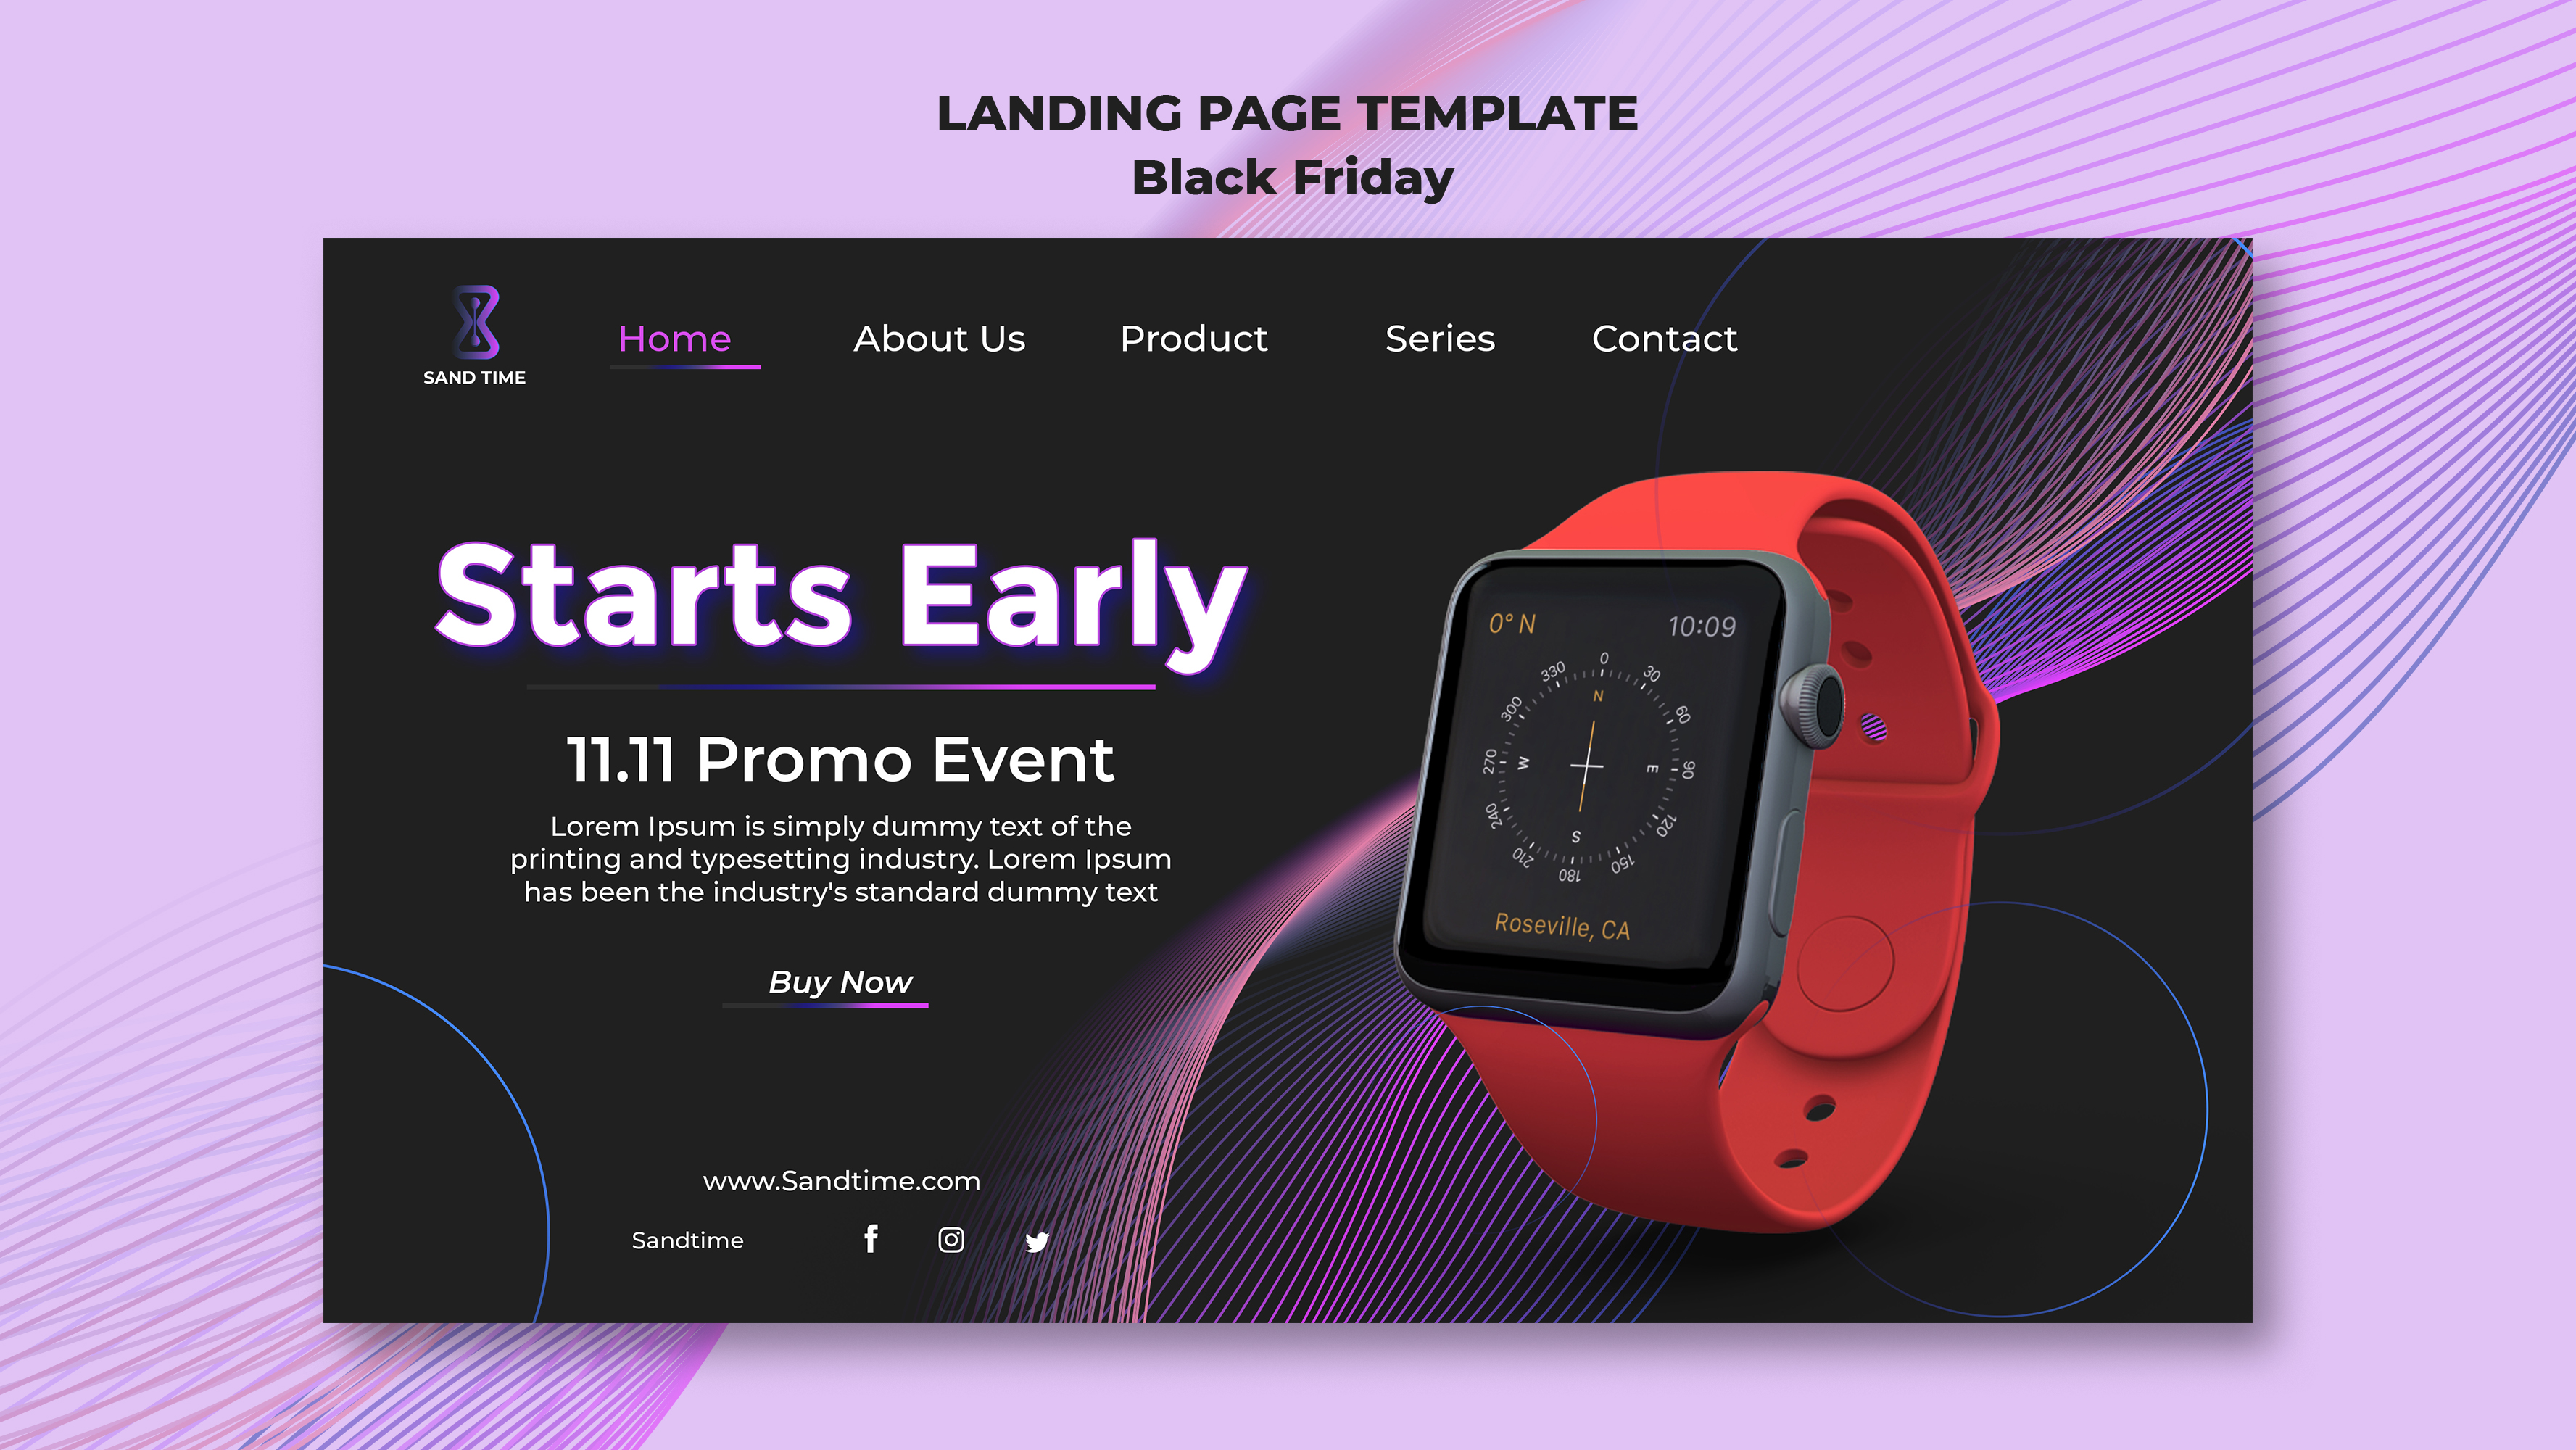 LANDING PAGE TEMPLATE
Black Friday
SAND TIME
Home
About Us
Product
Series
Contact
Starts Early
11.11 Promo Event
Lorem Ipsum is simply dummy text of the
printing and typesetting industry. Lorem Ipsum
has been the industry's standard dummy text
Buy Now
www.Sandtime.com
Sandtime
0° N
10:09
0
30
60
90
120
150
180
210
240
270
300
330
N
E
S
W
Roseville, CA